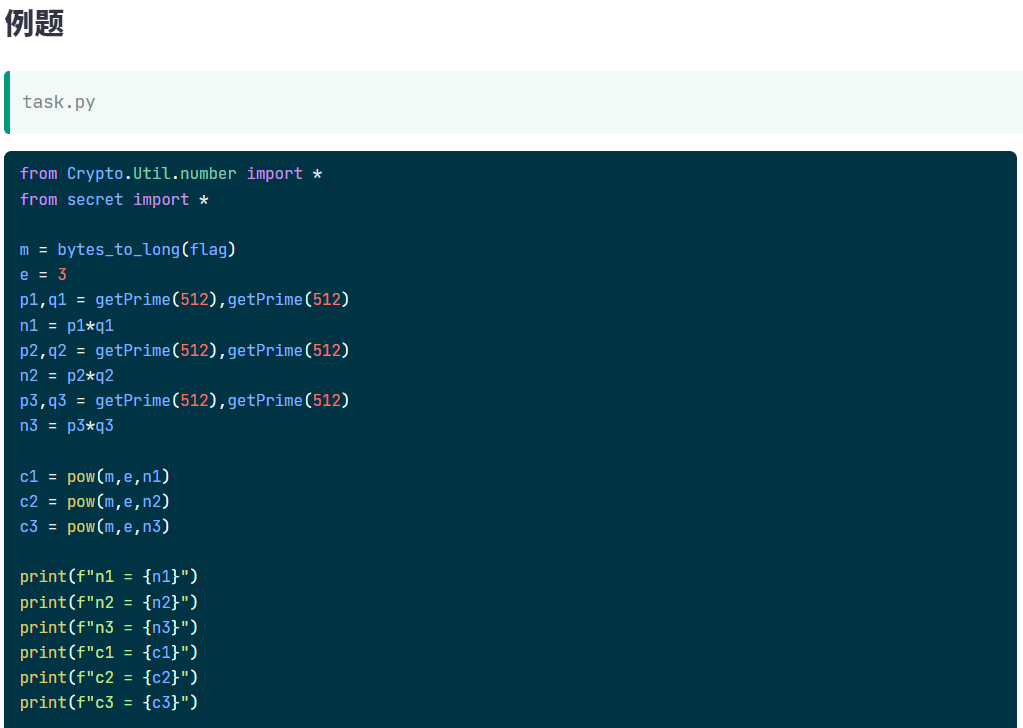 例题
task.py
from Crypto.Util.number import *
from secret import *
m = bytes_to_long(flag)
e = 3
p1,q1 = getPrime(512),getPrime(512)
n1 = p1*q1
p2,q2 = getPrime(512),getPrime(512)
n2 = p2*q2
p3,q3 = getPrime(512),getPrime(512)
n3 = p3*q3
c1 = pow(m,e,n1)
c2 = pow(m,e,n2)
c3 = pow(m,e,n3)
print(f"n1 = {n1}")
print(f"n2 = {n2}")
print(f"n3 = {n3}")
print(f"c1 = {c1}")
print(f"c2 = {c2}")
print(f"c3 = {c3}")